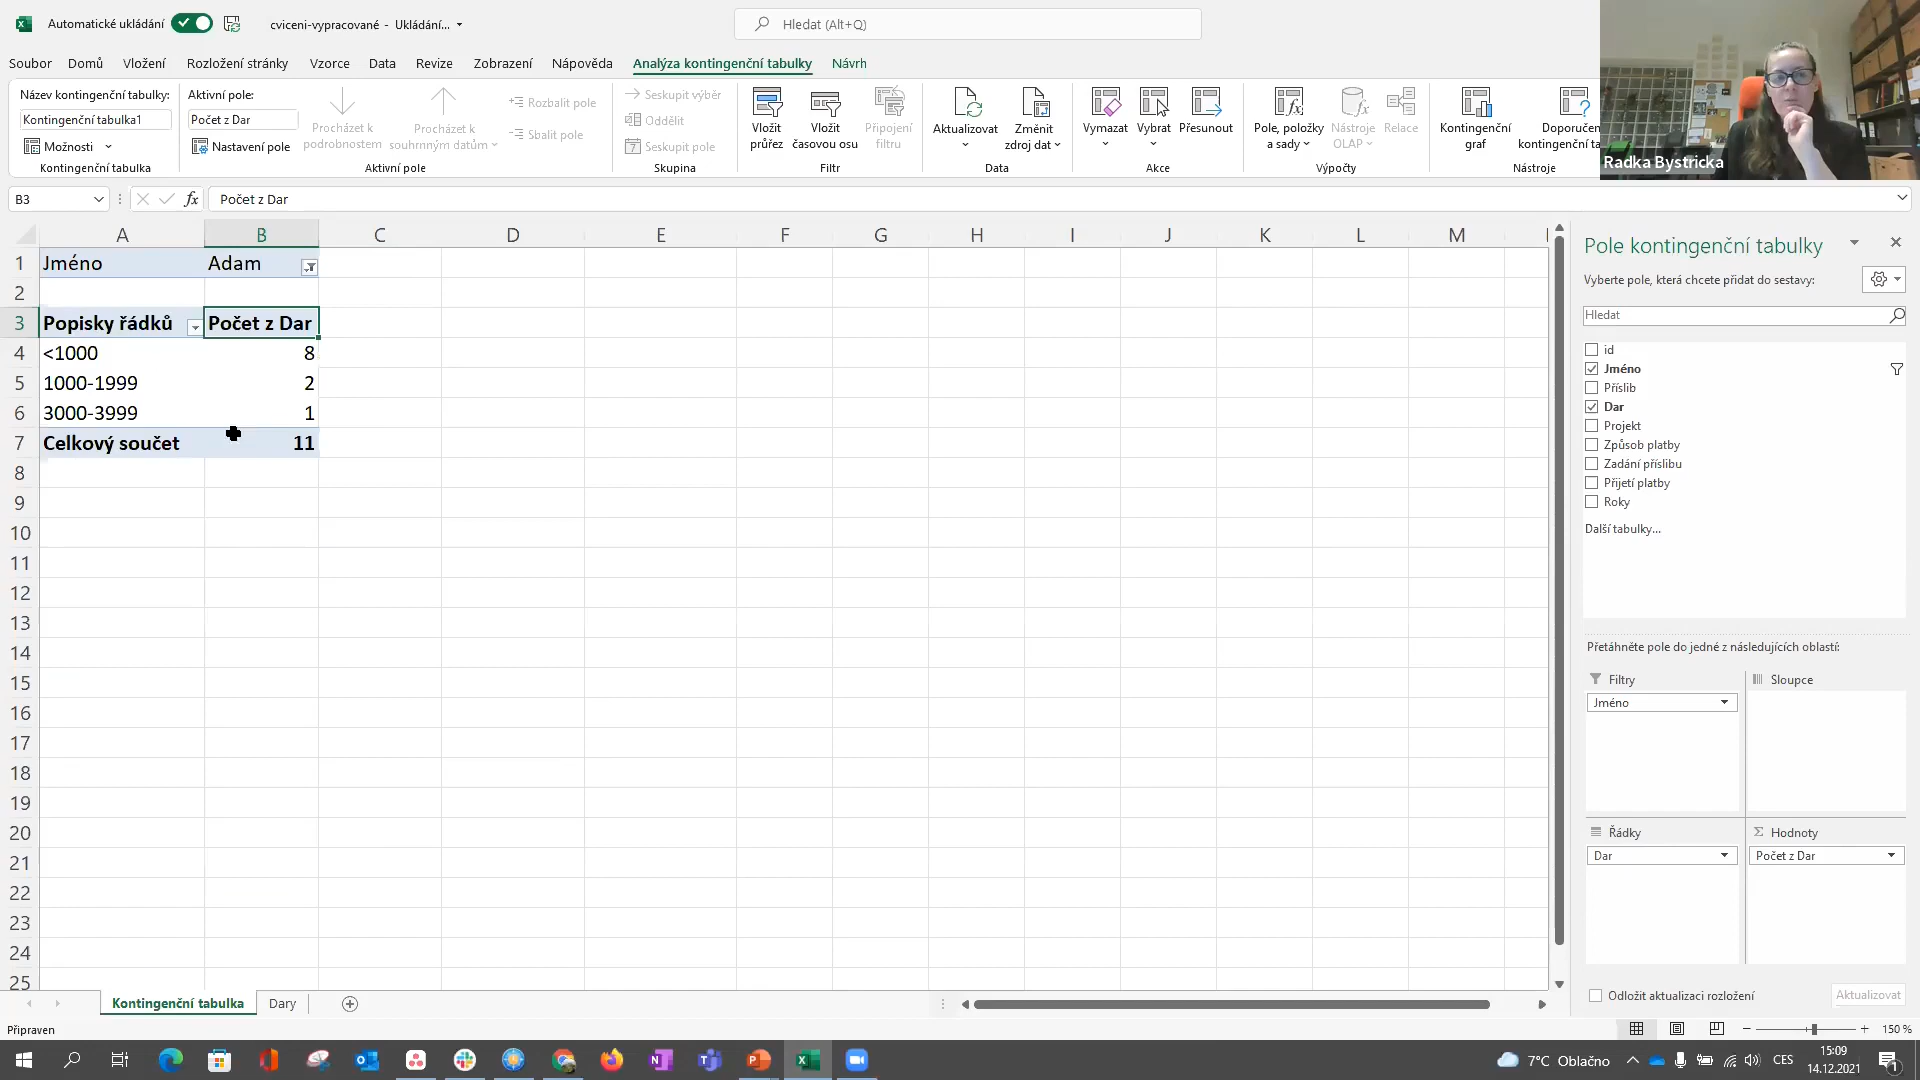 Automatické ukládání
cviceni-vypracované - Ukládání...
Hledat (Alt+Q)
Soubor Domů Vložení Rozložení stránky Vzorce Data Revize Zobrazení Nápověda Analýza kontingenční tabulky Návrh
Název kontingenční tabulky:
Kontingenční tabulka1
Možnosti
Kontingenční tabulka
Aktivní pole:
Počet z Dar
Nastavení pole
Procházet k podrobnostem
Procházet k souhrnným datům
Rozbalit pole
Sbalit pole
Aktivní pole
Seskupit výběr
Oddělit
Seskupit pole
Skupina
Vložit průřez
Vložit časovou osu
Připojení filtru
Filtr
Aktualizovat
Změnit zdroj dat
Data
Vymazat
Vybrat
Přesunout
Akce
Pole, položky a sady
Nástroje OLAP
Relace
Výpočty
Kontingenční graf
Doporučen
kontingenční ta
Nástroje
Radka Bystricka
B3
fx
Počet z Dar
A B C D E F G H I J K L M
1 Jméno Adam
2
3 Popisky řádků Počet z Dar
4 <1000 8
5 1000-1999 2
6 3000-3999 1
7 Celkový součet 11
8
9
10
11
12
13
14
15
16
17
18
19
20
21
22
23
24
25
Pole kontingenční tabulky
Vyberte pole, která chcete přidat do sestavy:
Hledat
id
Jméno
Příslib
Dar
Projekt
Způsob platby
Zadání příslibu
Přijetí platby
Roky
Další tabulky...
Přetáhněte pole do jedné z následujících oblastí:
Filtry
Jméno
Sloupce
Řádky
Dar
Hodnoty
Počet z Dar
Odložit aktualizaci rozložení
Aktualizovat
Kontingenční tabulka Dary
Připraven
150 %
7°C Oblačno
CES
15:09
14.12.2021